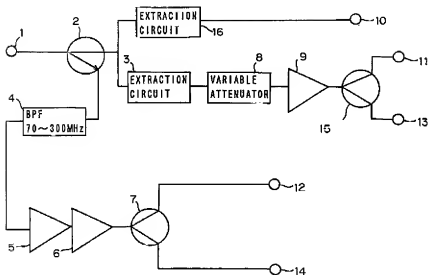 EXTRACTION
CIRCUIT
16
10
1
2
3
EXTRACTION
CIRCUIT
8
VARIABLE
ATTENUATOR
9
11
15
13
4
BPF
70~300MHz
5
6
7
12
14